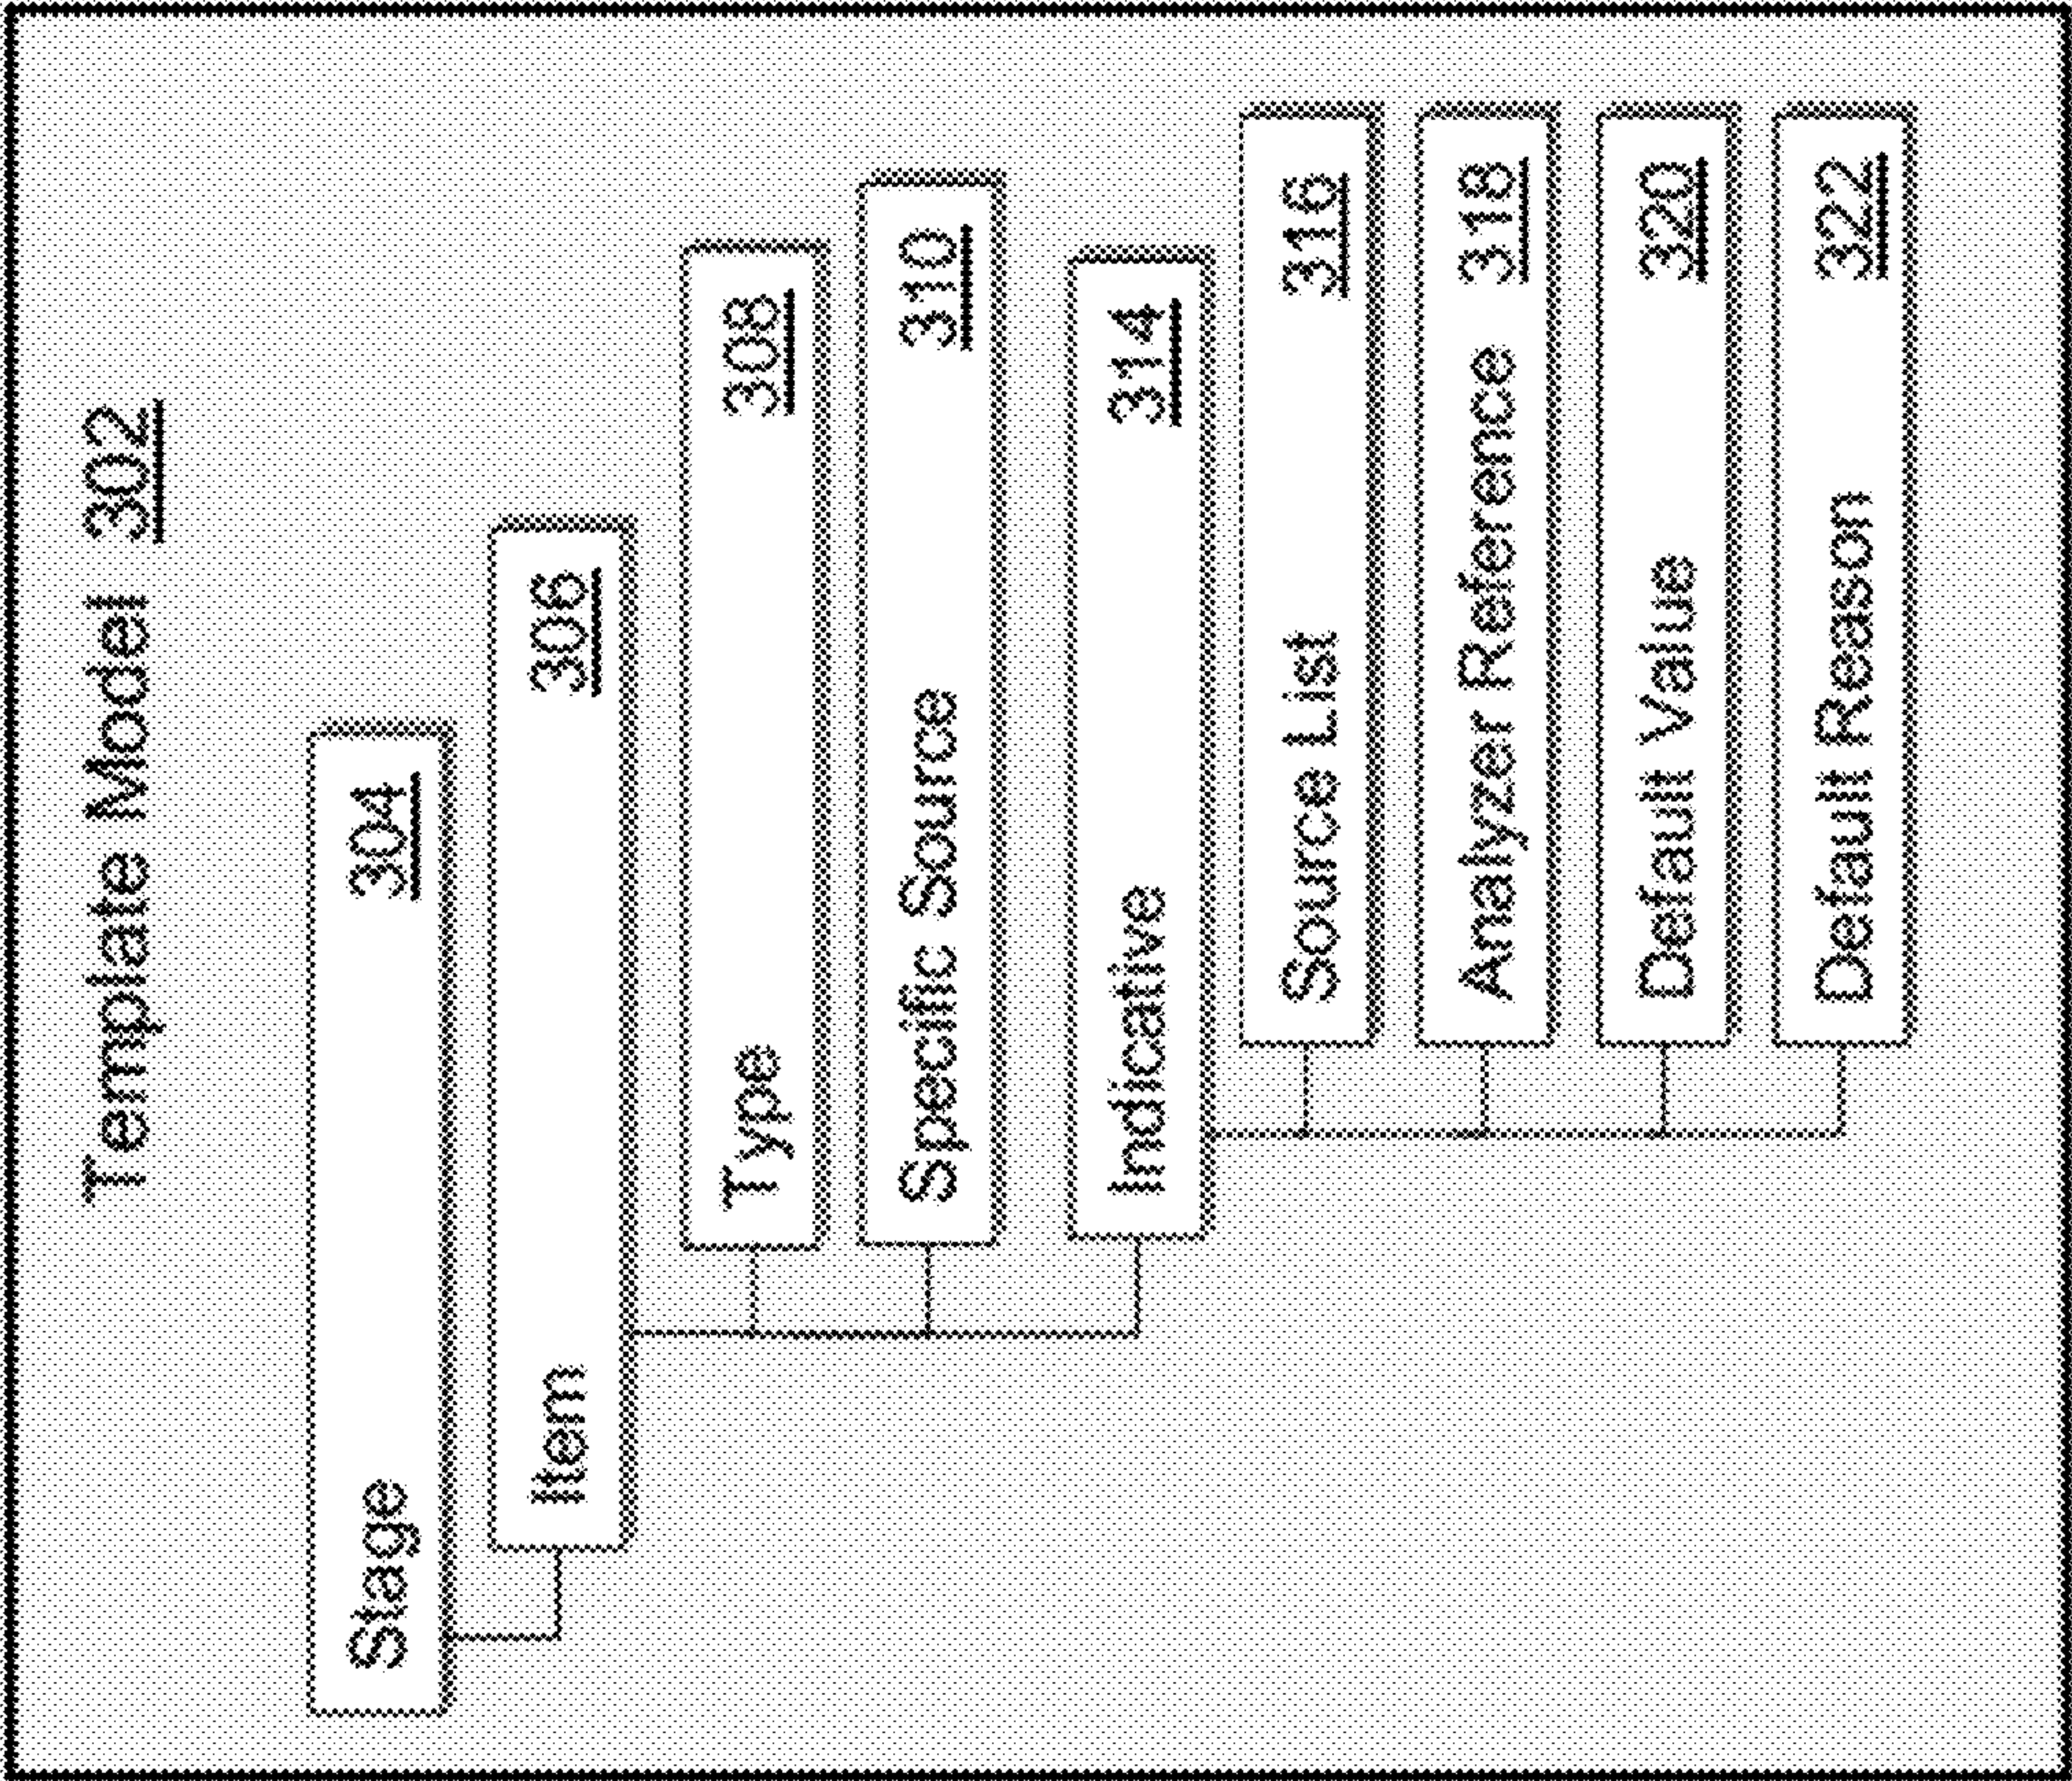 Template Model 302
Stage 304
Item 306
Type 308
Specific Source 310
Indicative 314
Source List 316
Analyzer Reference 318
Default Value 320
Default Reason 322